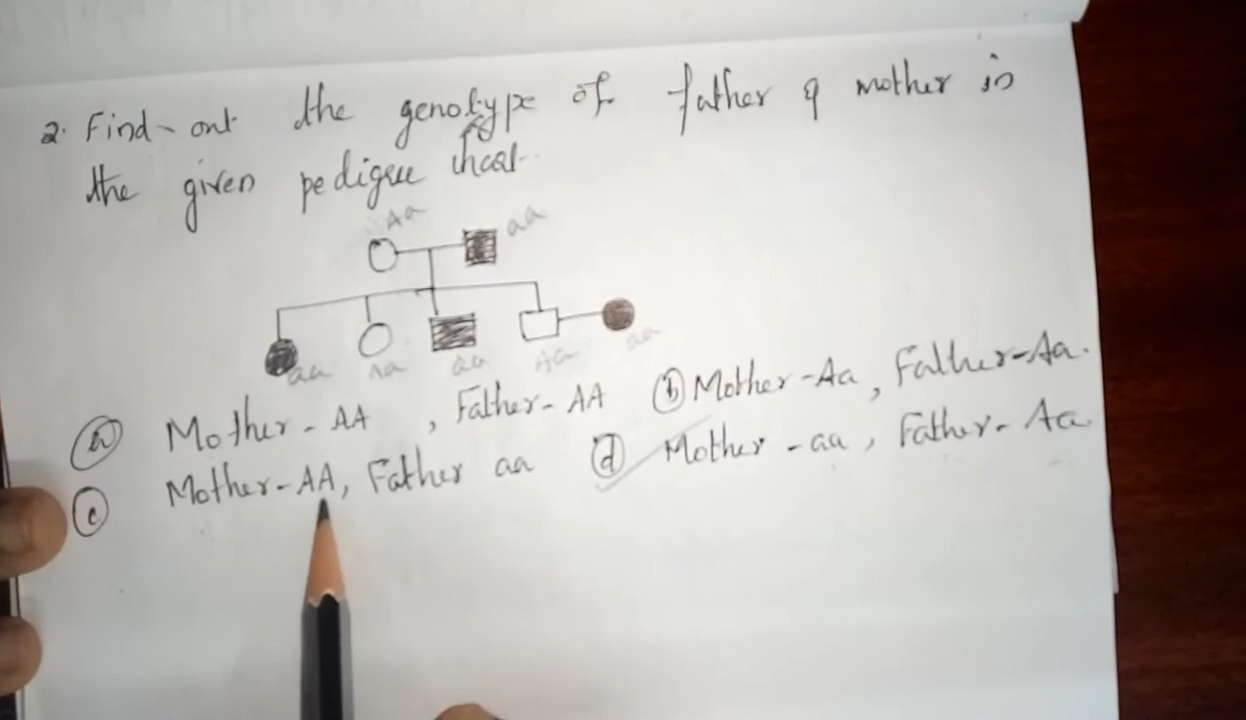 2. Find out the genotype of father & mother in
the given pedigree chart.
Aa aa
aa Aa aa Aa aa
(a) Mother - AA , Father - AA (b) Mother - Aa , Father - Aa.
(c) Mother - AA, Father aa (d) Mother - aa , Father - Aa